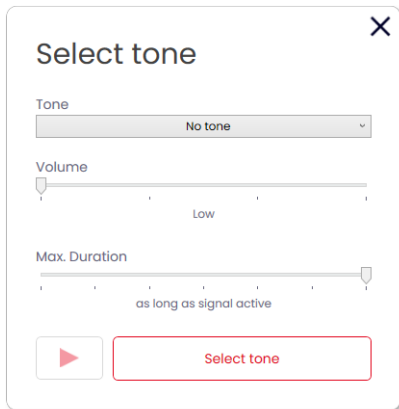 Select tone
Tone
No tone
Volume
Low
Max. Duration
as long as signal active
Select tone